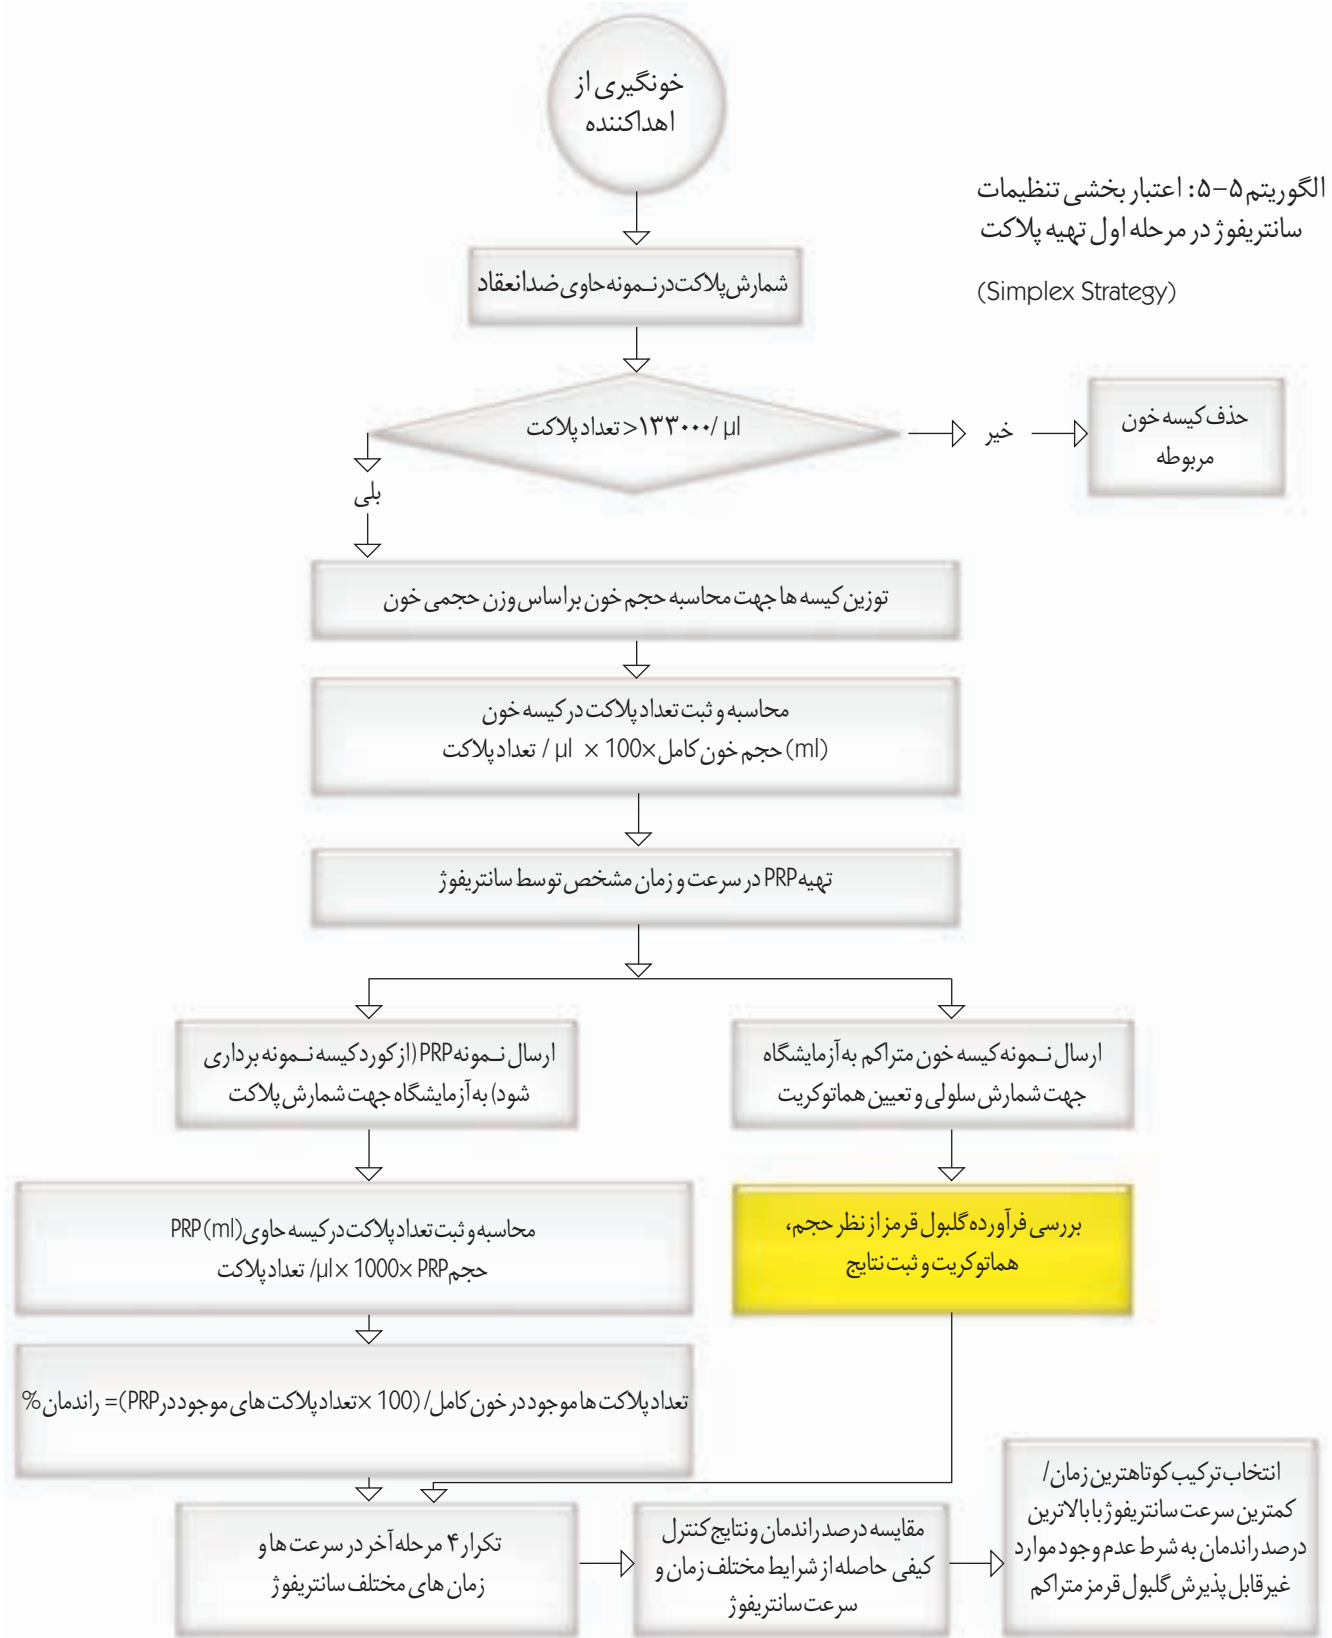 خونگیری از
اهداکننده
الگوریتم ۵-۵: اعتبار بخشی تنظیمات
سانتریفوژ در مرحله اول تهیه پلاکت
(Simplex Strategy)
شمارش پلاکت در نـمونه حاوی ضد انعقاد
تعداد پلاکت >۱۳۳۰۰۰/ µl
خیر
حذف کیسه خون
مربوطه
بلی
توزین کیسه ها جهت محاسبه حجم خون براساس وزن حجمی خون
محاسبه و ثبت تعداد پلاکت در کیسه خون
(ml) حجم خون کامل ×100 × µl / تعداد پلاکت
تهیه PRP در سرعت و زمان مشخص توسط سانتریفوژ
ارسال نـمونه کیسه خون متراکم به آزمایشگاه
جهت شمارش سلولی و تعیین هماتوکریت
ارسال نـمونه PRP (از کورد کیسه نـمونه برداری
شود) به آزمایشگاه جهت شمارش پلاکت
بررسی فرآورده گلبول قرمز از نظر حجم،
هماتوکریت و ثبت نتایج
محاسبه و ثبت تعداد پلاکت در کیسه حاوی PRP (ml)
حجم PRP ×1000 ×µl/ تعداد پلاکت
تعداد پلاکت ها موجود در خون کامل/ (100 ×تعداد پلاکت های موجود در PRP)= راندمان %
تکرار ۴ مرحله آخر در سرعت ها و
زمان های مختلف سانتریفوژ
مقایسه درصد راندمان و نتایج کنترل
کیفی حاصله از شرایط مختلف زمان و
سرعت سانتریفوژ
انتخاب ترکیب کوتاهترین زمان/
کمترین سرعت سانتریفوژ با بالاترین
درصد راندمان به شرط عدم وجود موارد
غیرقابل پذیرش گلبول قرمز متراکم